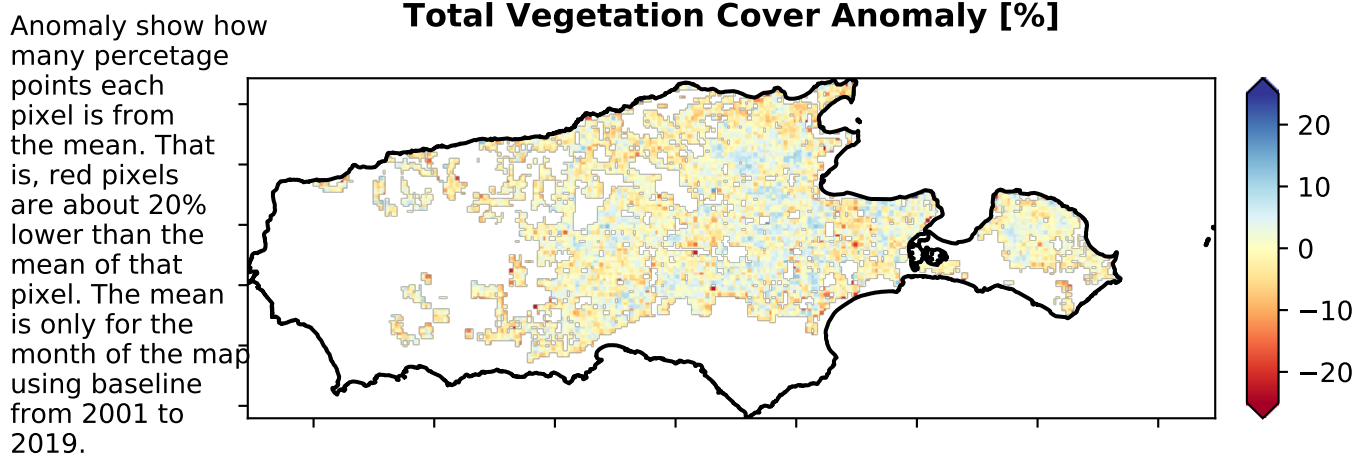 Total Vegetation Cover Anomaly [%]
Anomaly show how
many percetage
points each
pixel is from
the mean. That
is, red pixels
are about 20%
lower than the
mean of that
pixel. The mean
is only for the
month of the map
using baseline
from 2001 to
2019.
20
10
0
−10
−20